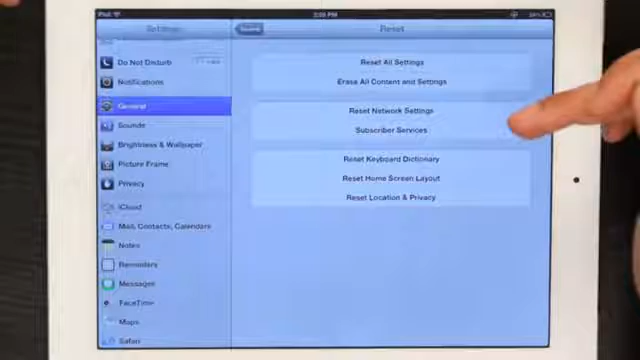 iPad
Settings
General
Reset
Do Not Disturb
Notifications
General
Sounds
Brightness & Wallpaper
Picture Frame
Privacy
iCloud
Mail, Contacts, Calendars
Notes
Reminders
Messages
FaceTime
Maps
Safari
Reset All Settings
Erase All Content and Settings
Reset Network Settings
Subscriber Services
Reset Keyboard Dictionary
Reset Home Screen Layout
Reset Location & Privacy